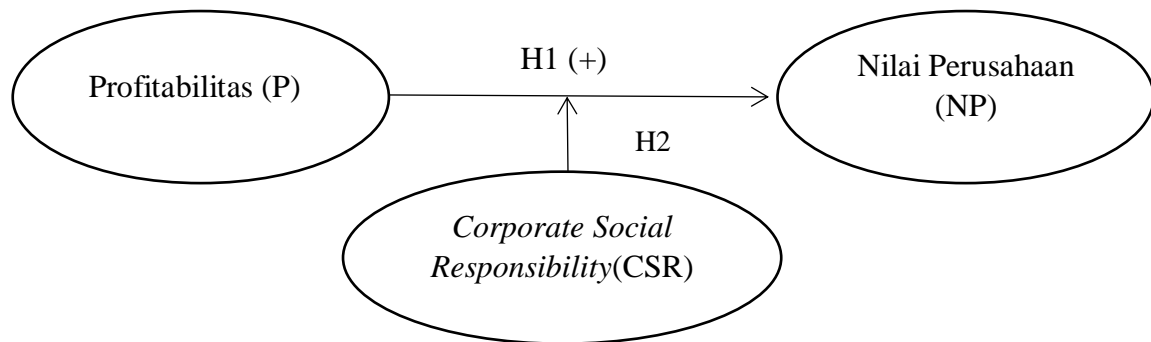 H1 (+)
Profitabilitas (P)
Nilai Perusahaan
(NP)
H2
Corporate Social
Responsibility(CSR)